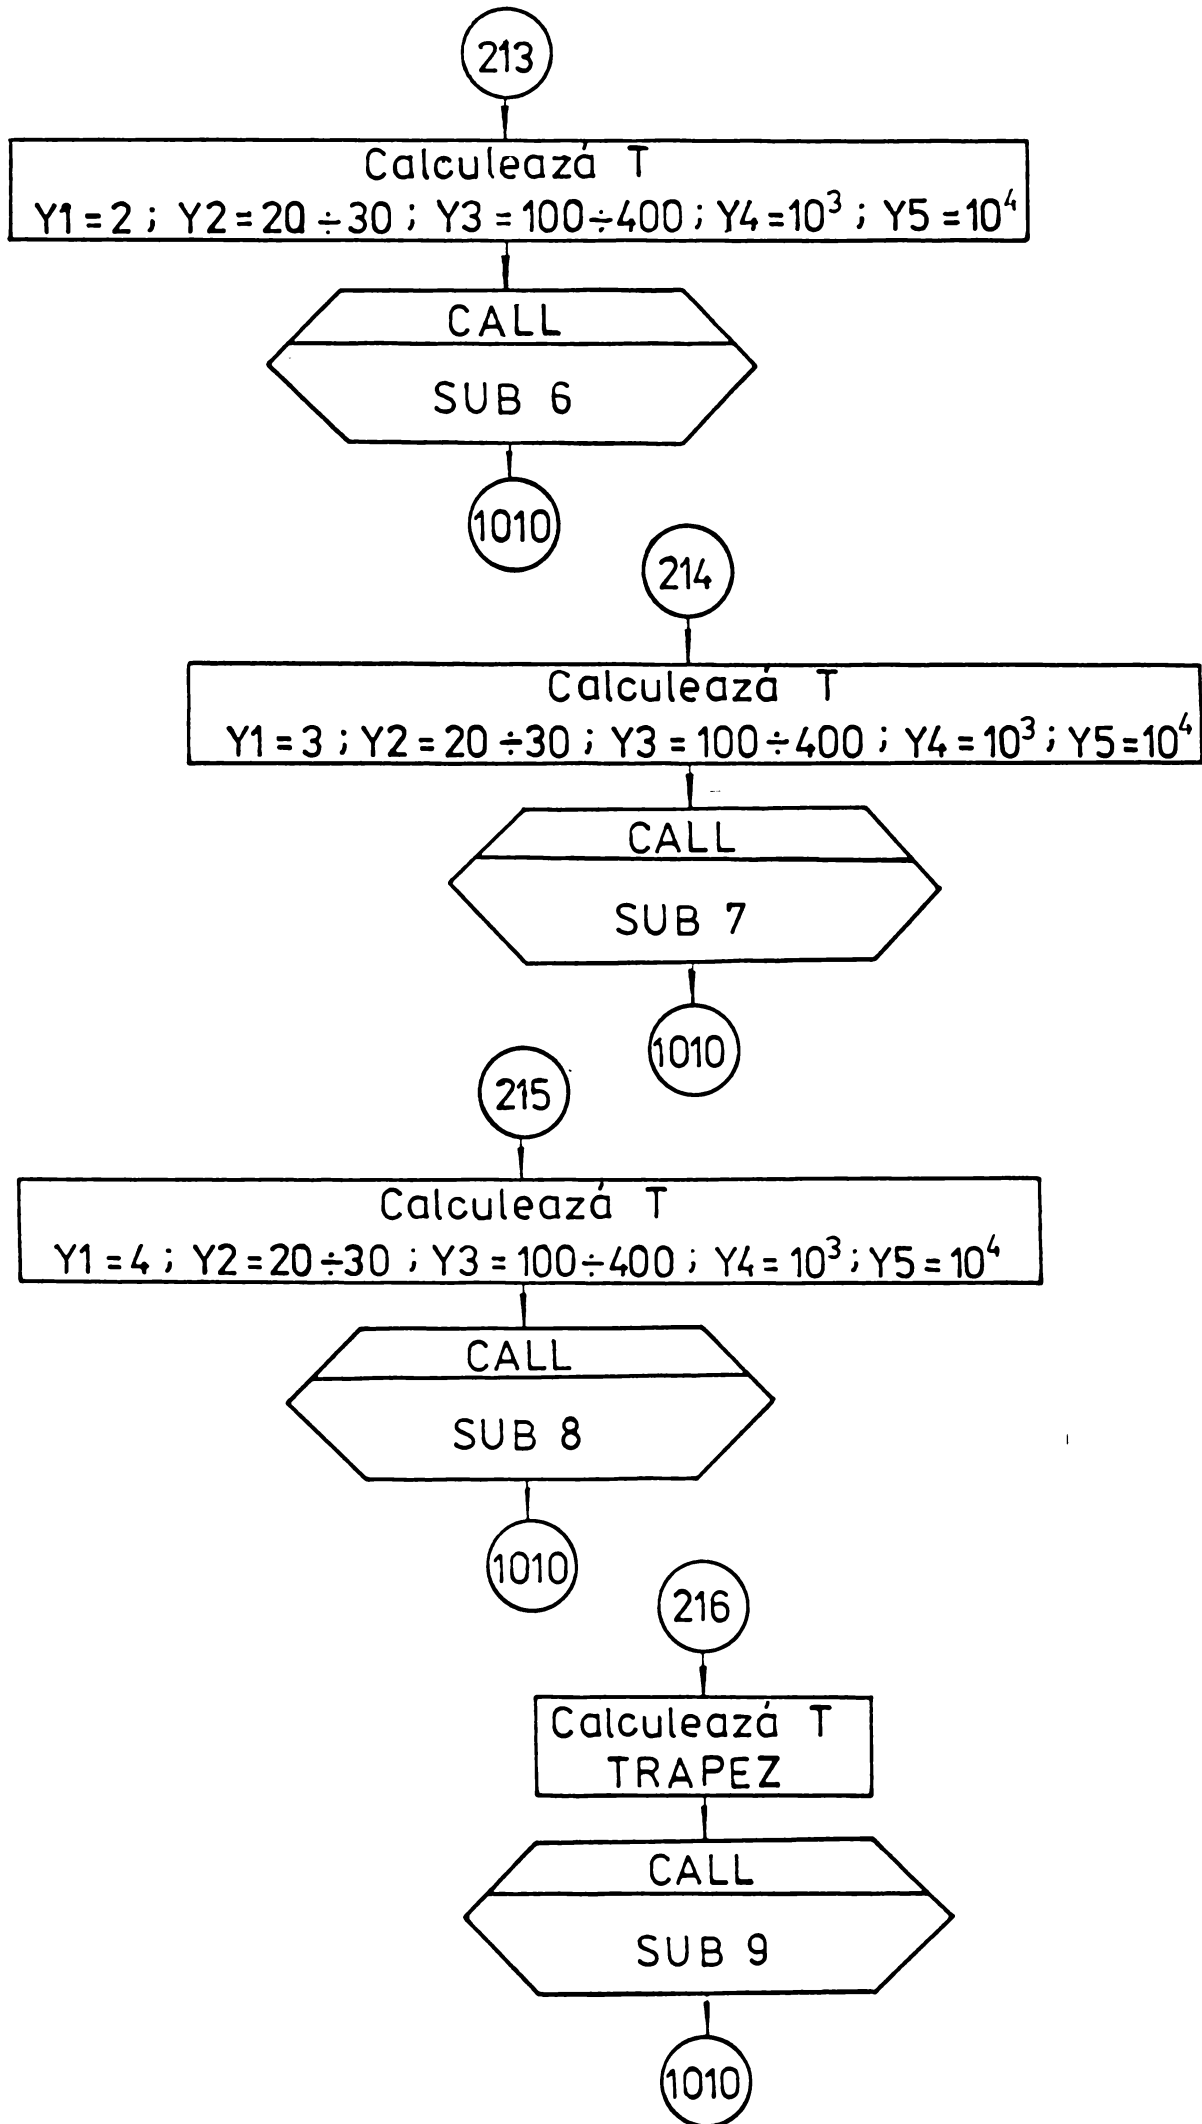 213
Calculează T
Y1 = 2 ; Y2 = 20 ÷ 30 ; Y3 = 100 ÷ 400 ; Y4 = 10³ ; Y5 = 10⁴
CALL
SUB 6
1010
214
Calculează T
Y1 = 3 ; Y2 = 20 ÷ 30 ; Y3 = 100 ÷ 400 ; Y4 = 10³ ; Y5 = 10⁴
CALL
SUB 7
1010
215
Calculează T
Y1 = 4 ; Y2 = 20 ÷ 30 ; Y3 = 100 ÷ 400 ; Y4 = 10³ ; Y5 = 10⁴
CALL
SUB 8
1010
216
Calculează T
TRAPEZ
CALL
SUB 9
1010